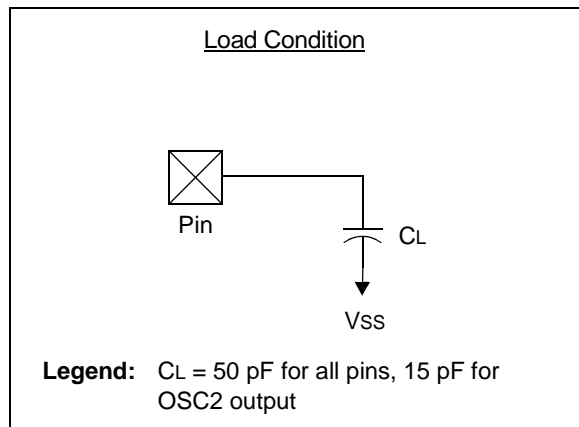 Load Condition
Pin
CL
VSS
Legend: CL = 50 pF for all pins, 15 pF for
OSC2 output